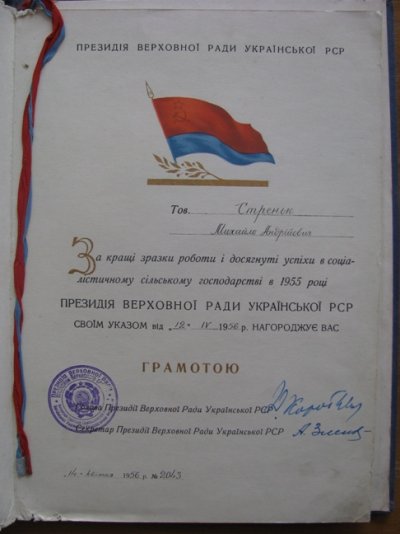 ПРЕЗИДІЯ ВЕРХОВНОЇ РАДИ УКРАЇНСЬКОЇ РСР
Тов. Стреньк
Михайло Андрійович
За кращі зразки роботи і досягнуті успіхи в соціа-
лістичному сільському господарстві в 1955 році
ПРЕЗИДІЯ ВЕРХОВНОЇ РАДИ УКРАЇНСЬКОЇ РСР
СВОЇМ УКАЗОМ від „12" IV 1956 р. НАГОРОДЖУЄ ВАС
ГРАМОТОЮ
Голова Президії Верховної Ради Української РСР
Секретар Президії Верховної Ради Української РСР
1956 р. № 2043